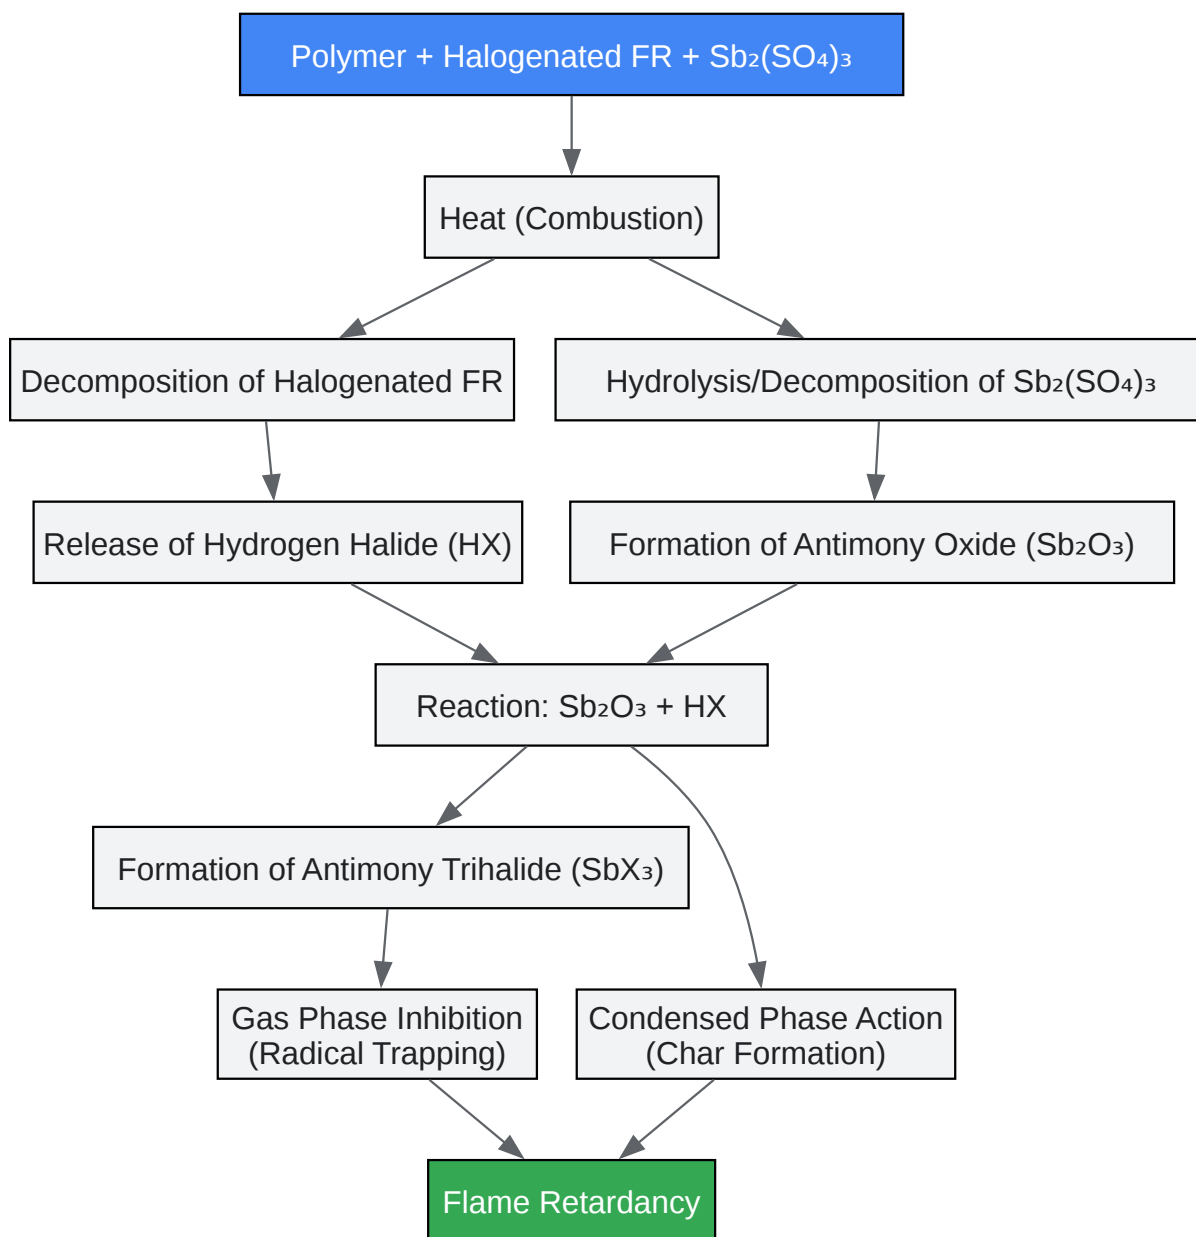 Polymer + Halogenated FR + Sb₂(SO₄)₃
Heat (Combustion)
Decomposition of Halogenated FR
Hydrolysis/Decomposition of Sb₂(SO₄)₃
Release of Hydrogen Halide (HX)
Formation of Antimony Oxide (Sb₂O₃)
Reaction: Sb₂O₃ + HX
Formation of Antimony Trihalide (SbX₃)
Gas Phase Inhibition
(Radical Trapping)
Condensed Phase Action
(Char Formation)
Flame Retardancy